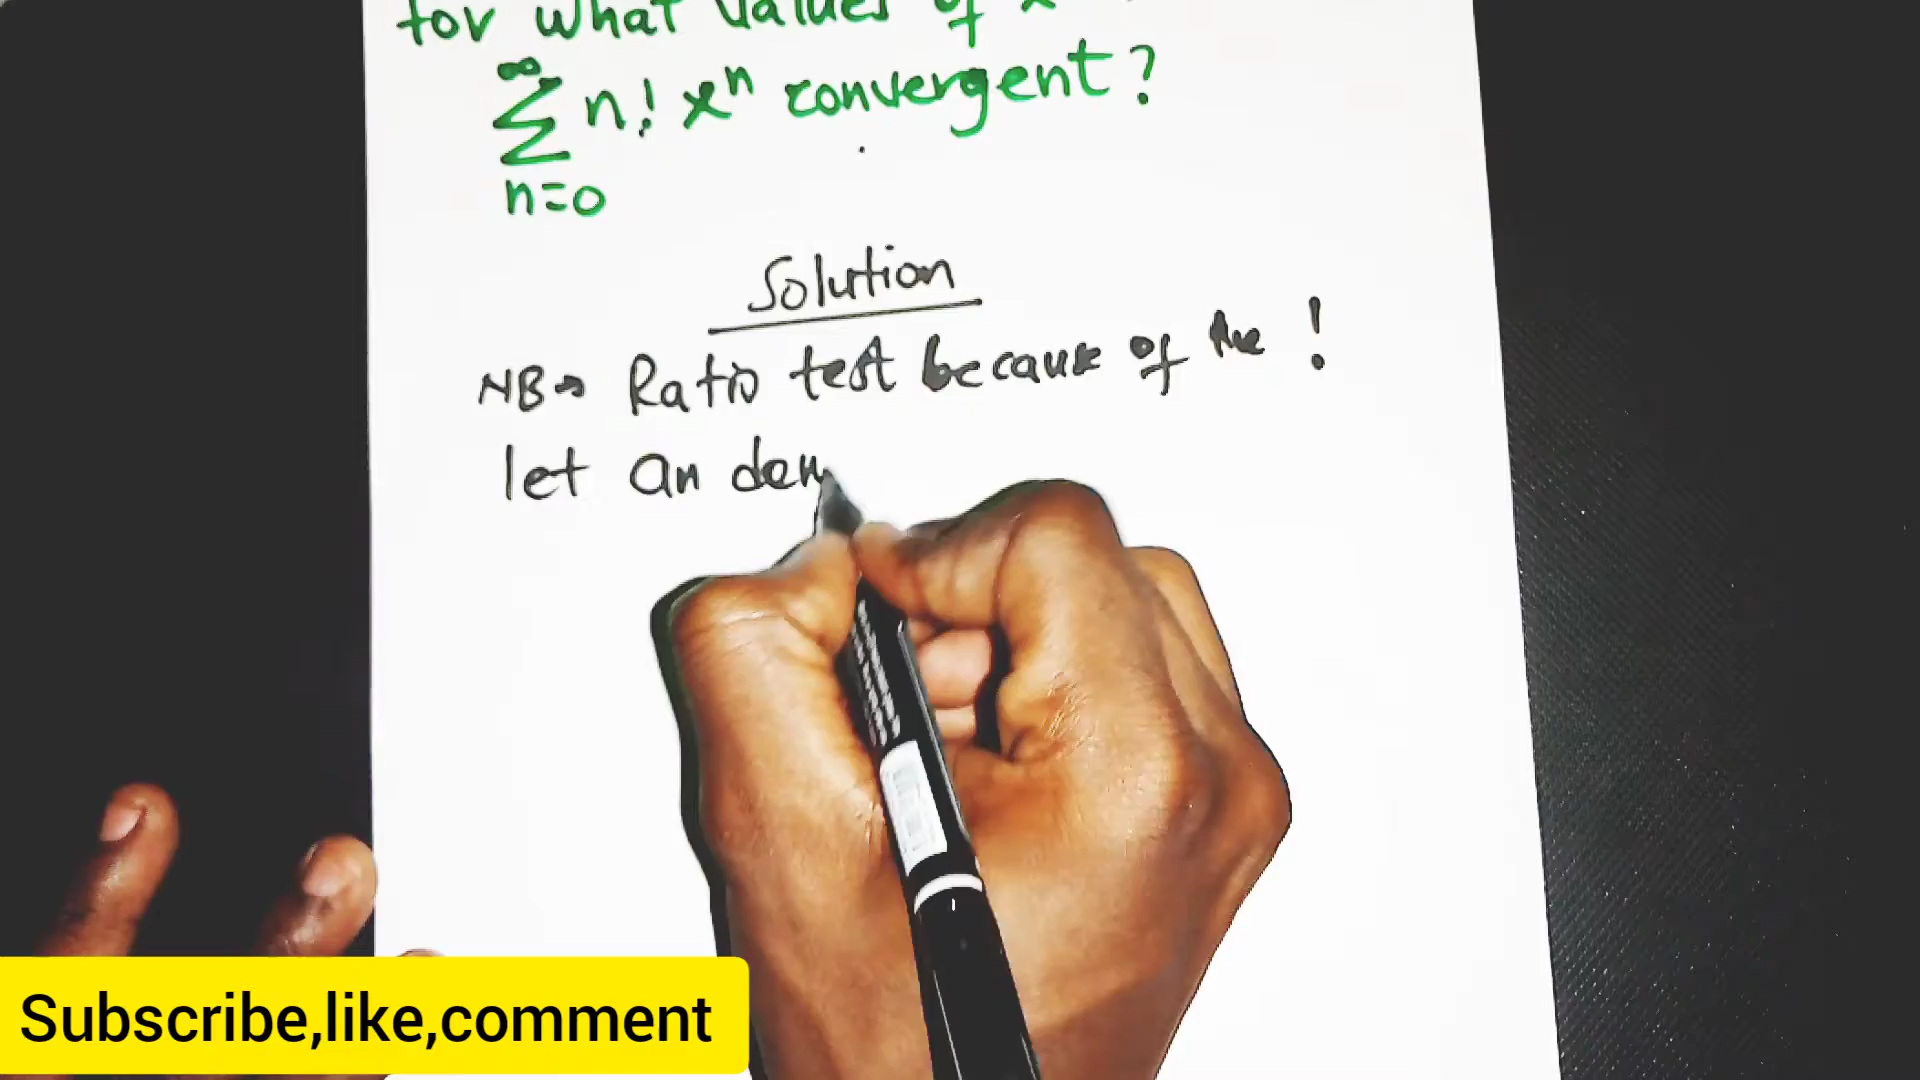 for what values of x
∞
∑ n! xⁿ convergent?
n=0
Solution
NB→ Ratio test because of the !
let an den
Subscribe,like,comment